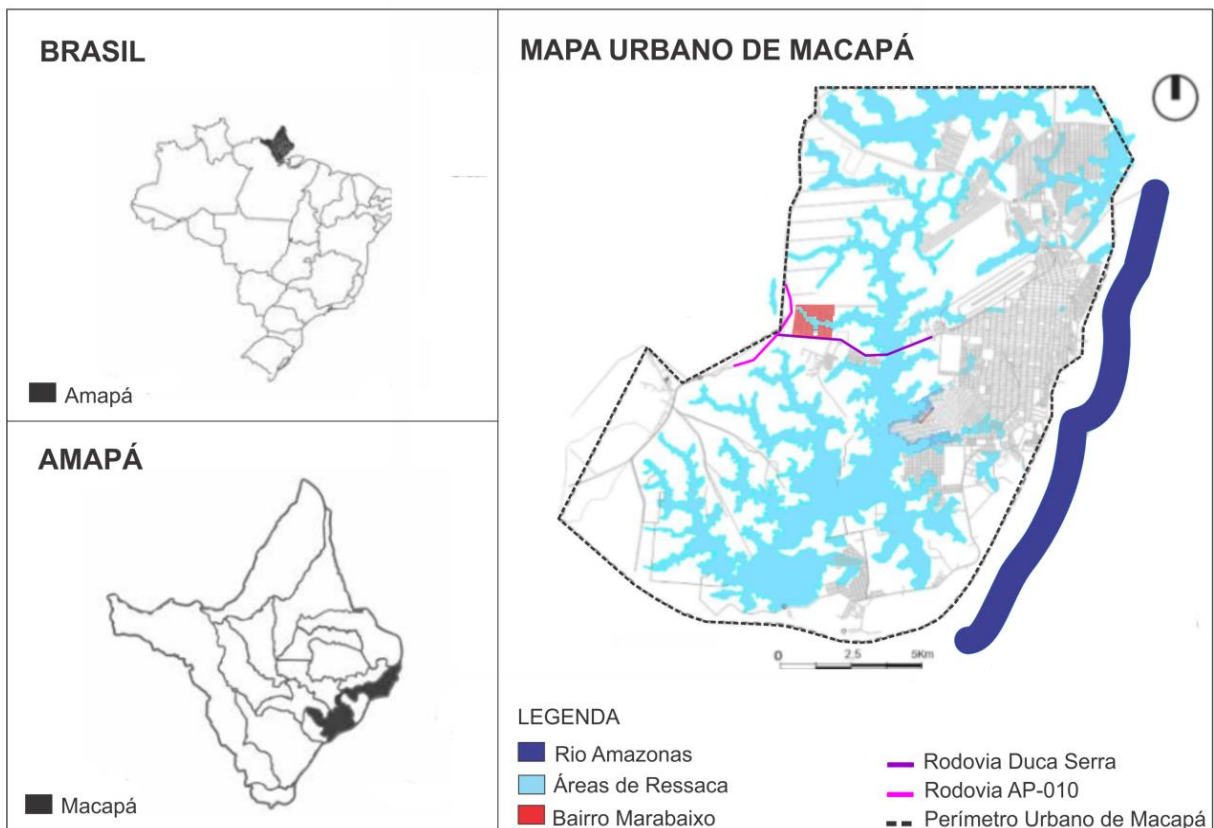 BRASIL
Amapá
AMAPÁ
Macapá
MAPA URBANO DE MACAPÁ
0 2,5 5Km
LEGENDA
Rio Amazonas
Áreas de Ressaca
Bairro Marabaixo
Rodovia Duca Serra
Rodovia AP-010
Perímetro Urbano de Macapá